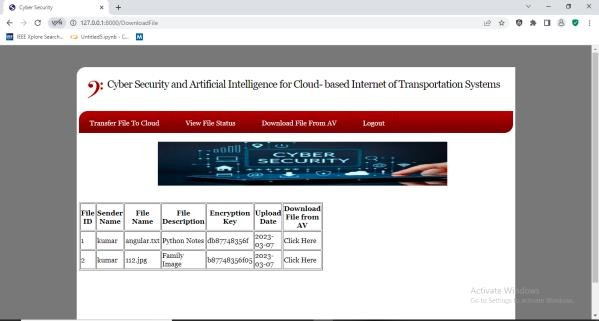 Cyber Security
127.0.0.1:8000/DownloadFile
IEEE Xplore Search...
Untitled5.ipynb - C...
M
Cyber Security and Artificial Intelligence for Cloud- based Internet of Transportation Systems
Transfer File To Cloud View File Status Download File From AV Logout
CYBER
SECURITY
File ID Sender Name File Name File Description Encryption Key Upload Date Download File from AV
1 kumar angular.txt Python Notes db87748356f 2023-03-07 Click Here
2 kumar 112.jpg Family Image b87748356f05 2023-03-07 Click Here
Activate Windows
Go to Settings to activate Windows.